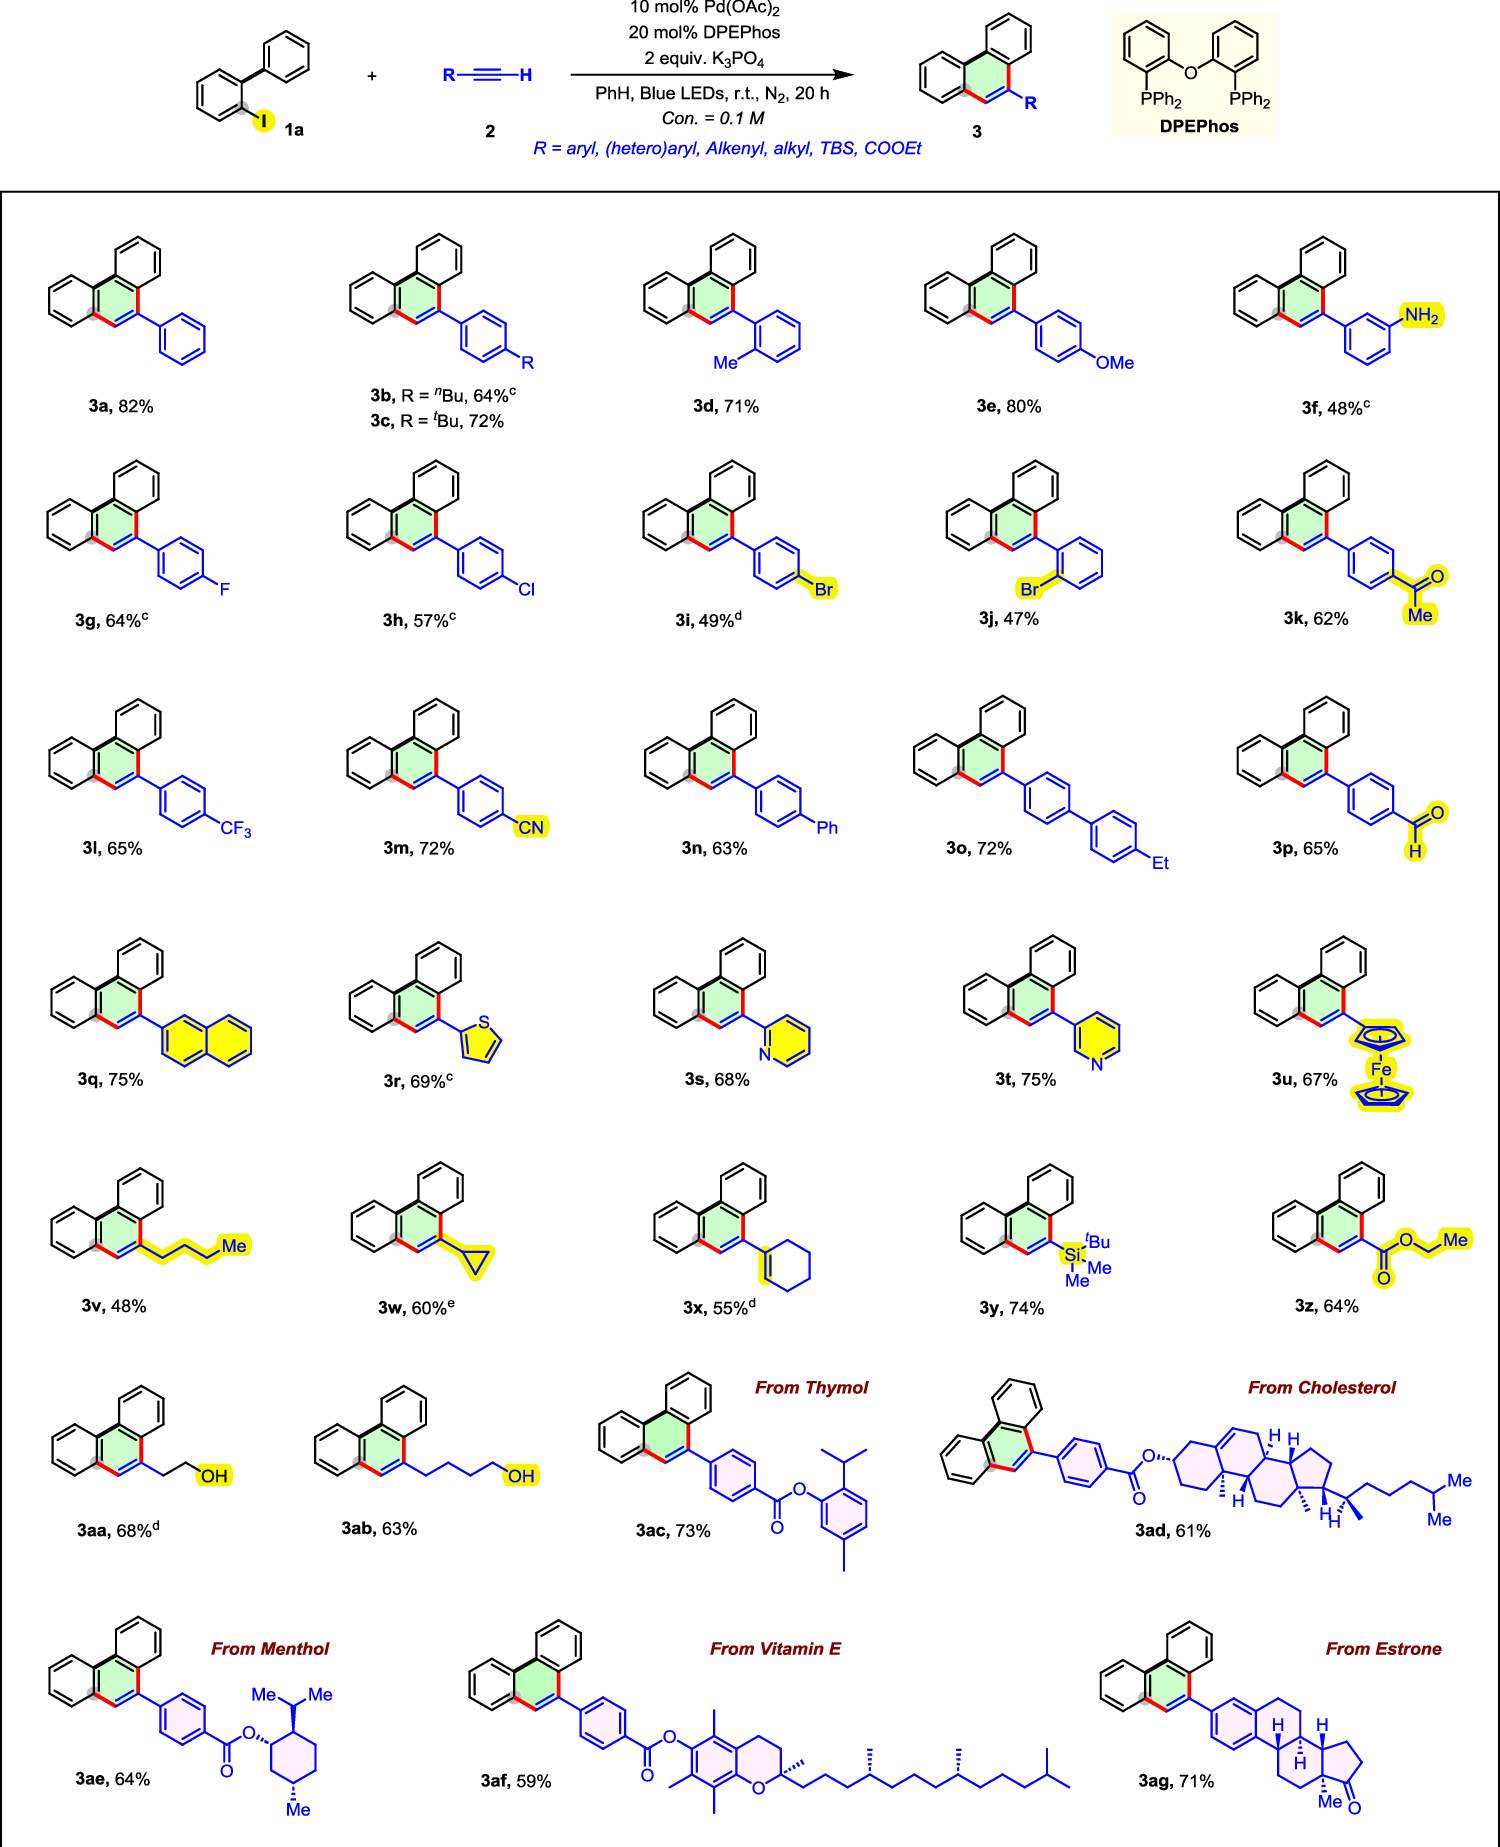 10 mol% Pd(OAc)2
20 mol% DPEPhos
2 equiv. K3PO4
PhH, Blue LEDs, r.t., N2, 20 h
Con. = 0.1 M
I
1a
+
R
H
2
R
3
O
PPh2
PPh2
DPEPhos
R = aryl, (hetero)aryl, Alkenyl, alkyl, TBS, COOEt
3a, 82%
R
3b, R = nBu, 64%c
3c, R = tBu, 72%
Me
3d, 71%
OMe
3e, 80%
NH2
3f, 48%c
F
3g, 64%c
Cl
3h, 57%c
Br
3i, 49%d
Br
3j, 47%
O
Me
3k, 62%
CF3
3l, 65%
CN
3m, 72%
Ph
3n, 63%
Et
3o, 72%
O
H
3p, 65%
3q, 75%
S
3r, 69%c
N
3s, 68%
N
3t, 75%
Fe
3u, 67%
Me
3v, 48%
3w, 60%e
3x, 55%d
Si
tBu
Me
Me
3y, 74%
O
Me
O
3z, 64%
OH
3aa, 68%d
OH
3ab, 63%
From Thymol
O
O
3ac, 73%
From Cholesterol
O
O
H
H
H
H
H
Me
Me
3ad, 61%
From Menthol
Me
Me
O
O
Me
3ae, 64%
From Vitamin E
O
O
O
3af, 59%
From Estrone
H
H
H
Me
O
3ag, 71%